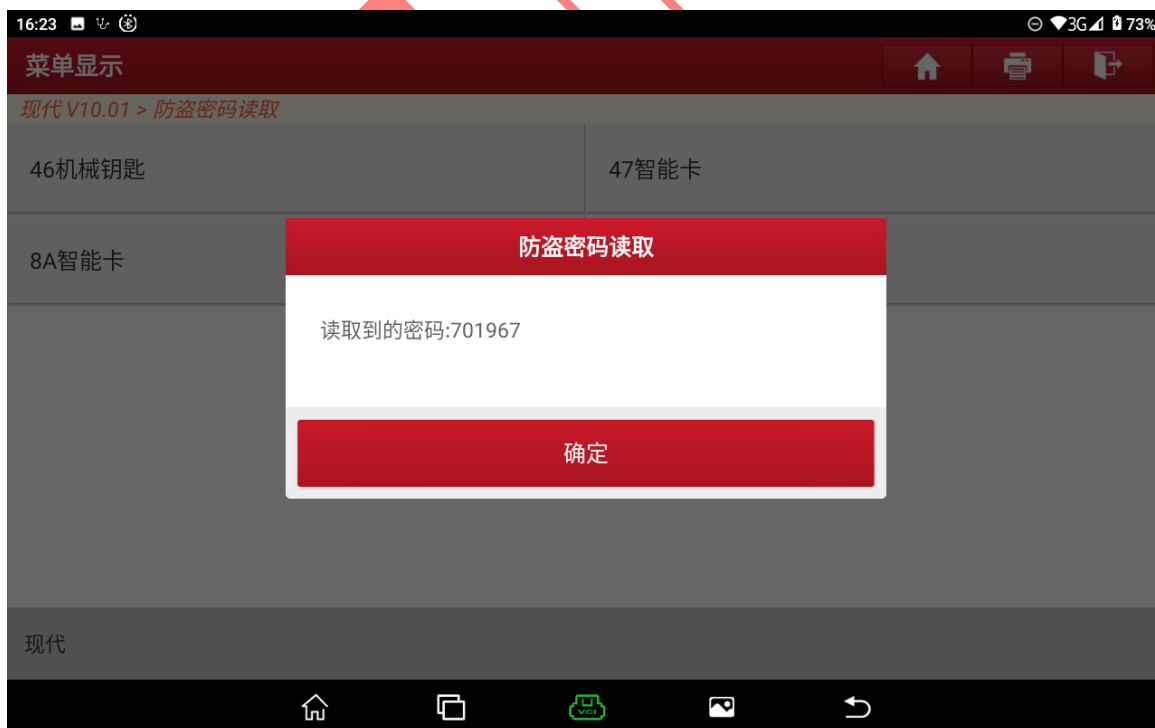 16:23
3G 73%
菜单显示
现代 V10.01 > 防盗密码读取
46机械钥匙
47智能卡
8A智能卡
防盗密码读取
读取到的密码:701967
确定
现代
VCI